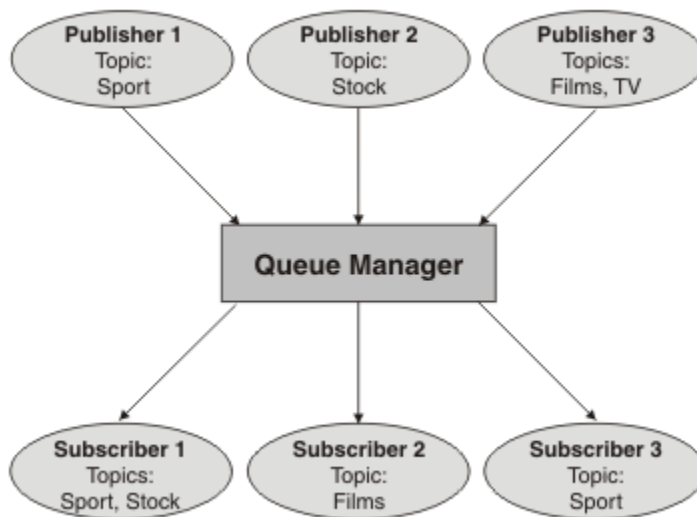 Publisher 1
Topic:
Sport
Publisher 2
Topic:
Stock
Publisher 3
Topics:
Films, TV
Queue Manager
Subscriber 1
Topics:
Sport, Stock
Subscriber 2
Topic:
Films
Subscriber 3
Topic:
Sport